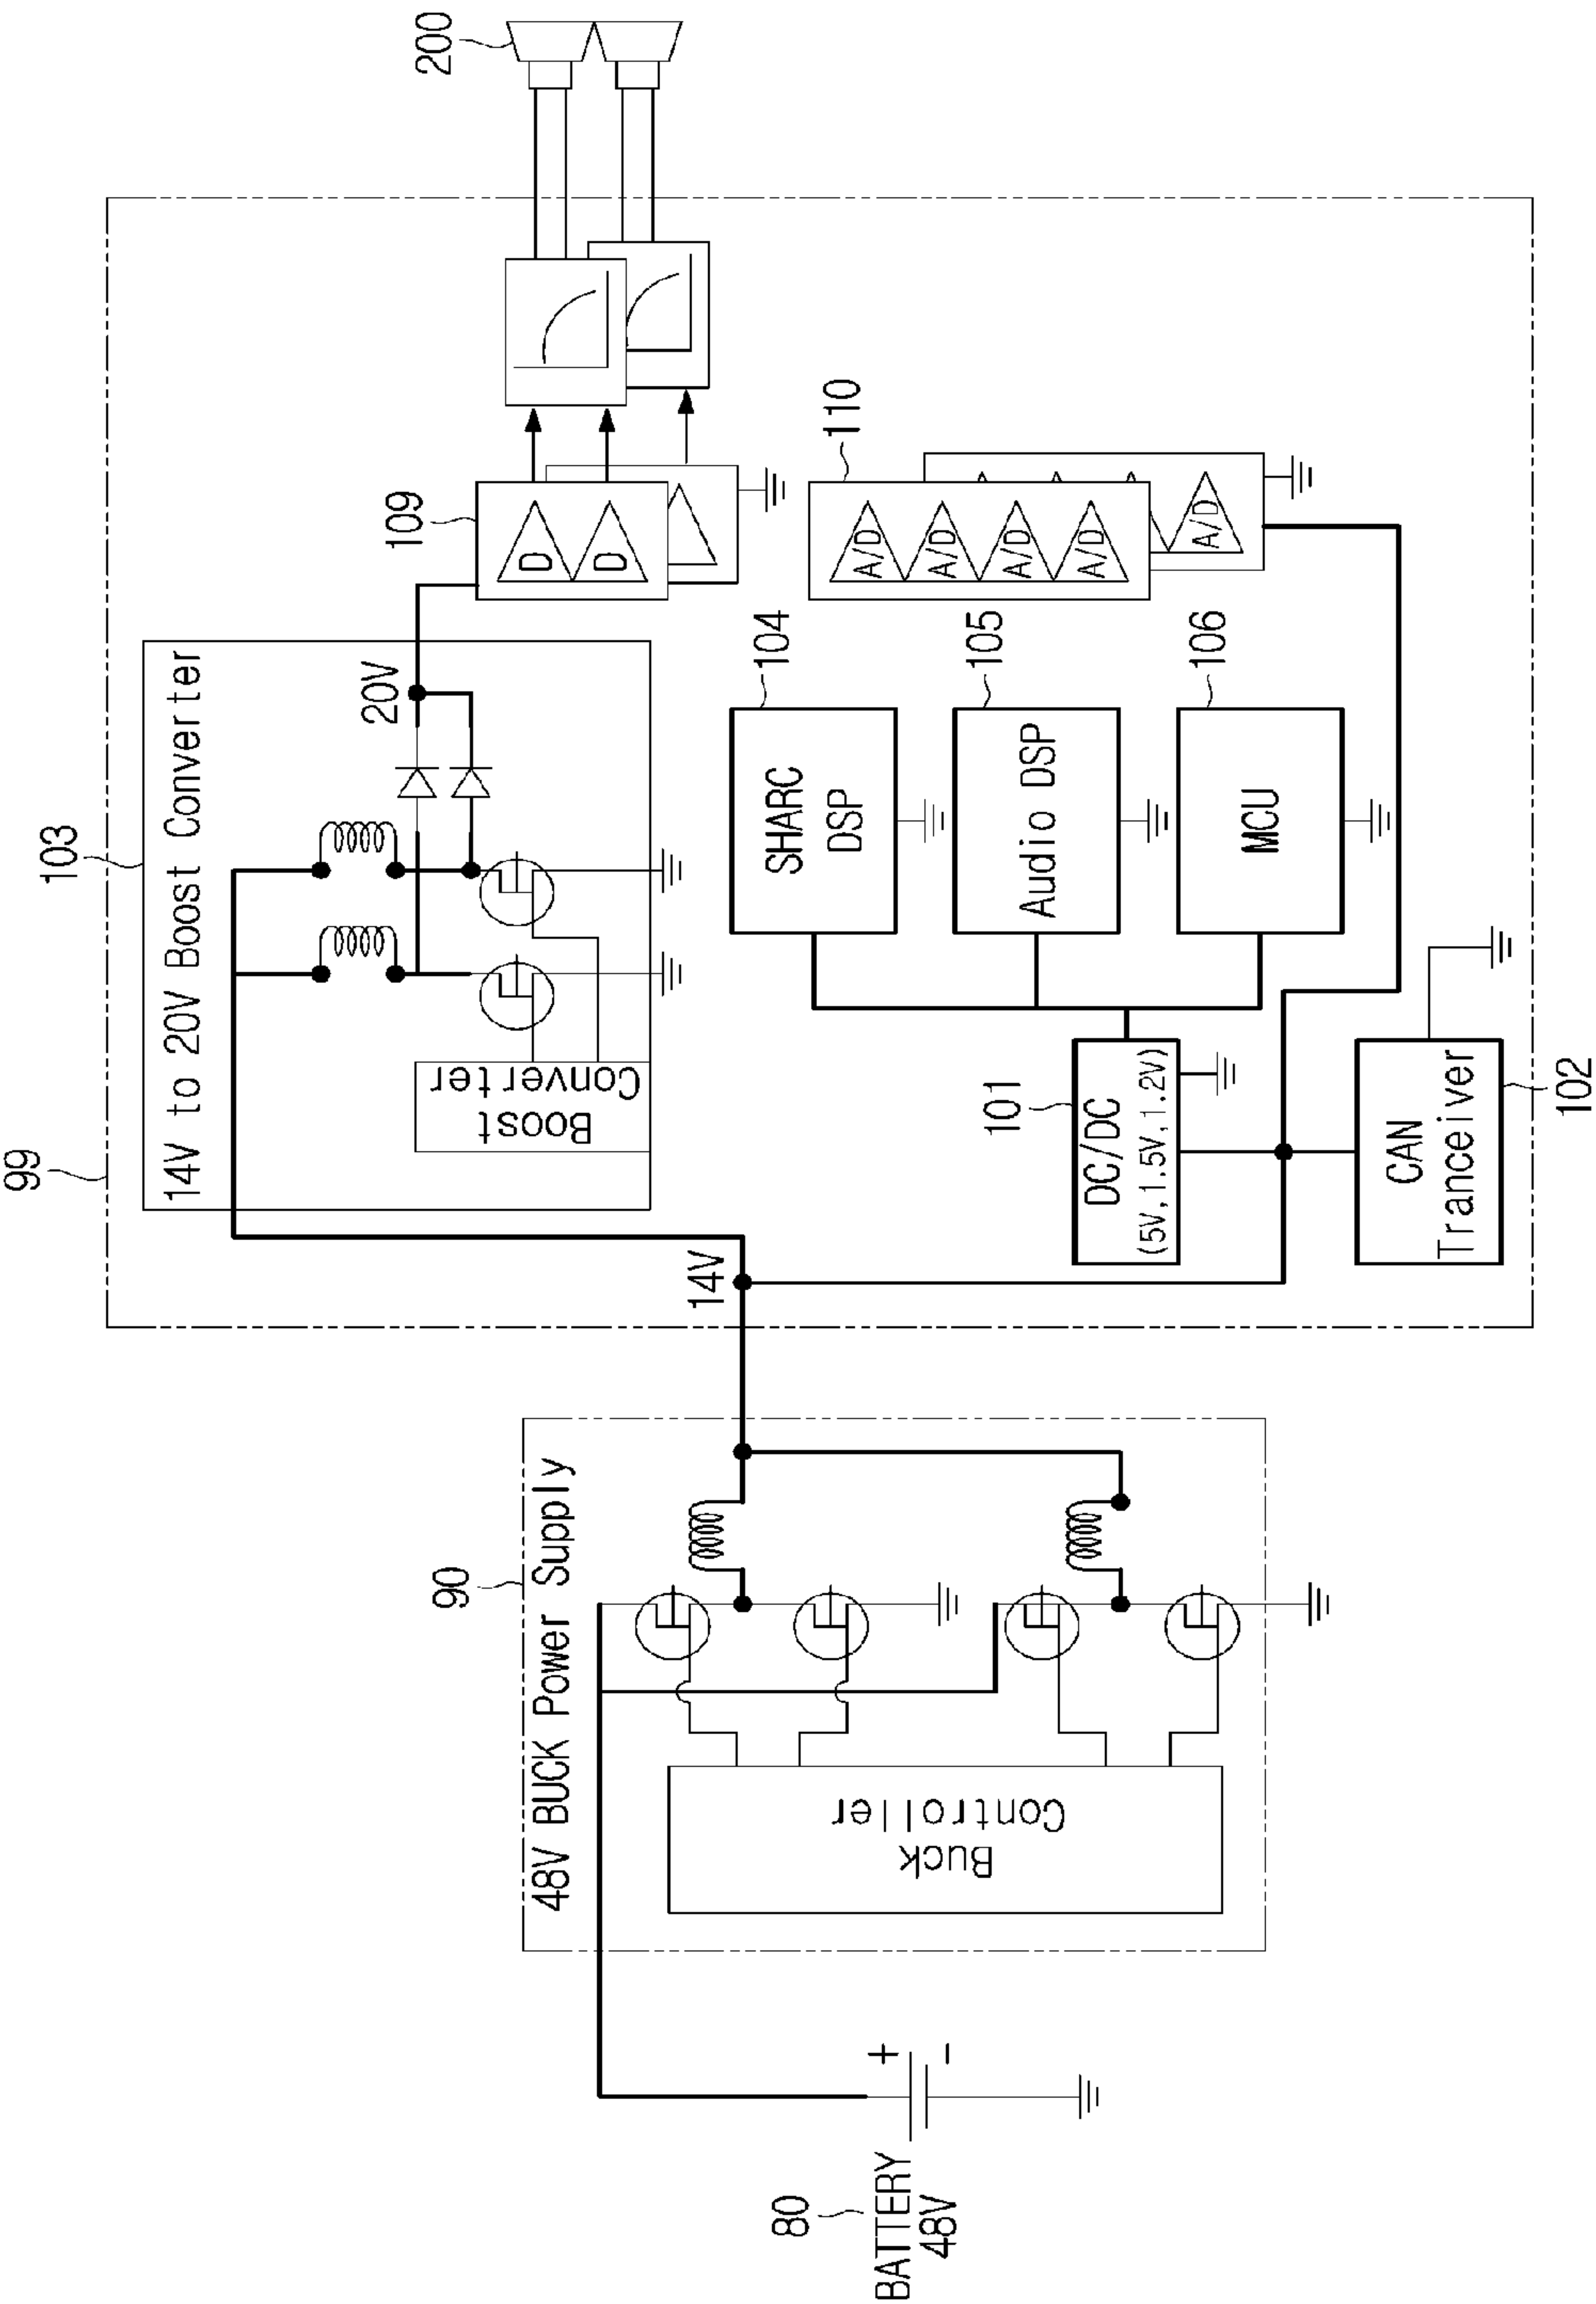 99
103
14V to 20V Boost Converter
20V
Boost
Converter
109
D
D
200
14V
104
SHARC
DSP
105
Audio DSP
106
MCU
110
A/D
A/D
A/D
A/D
A/D
101
DC/DC
(5V,1.5V,1.2V)
CAN
Tranceiver
102
90
48V BUCK Power Supply
Buck
Controller
80
BATTERY
48V
+
-